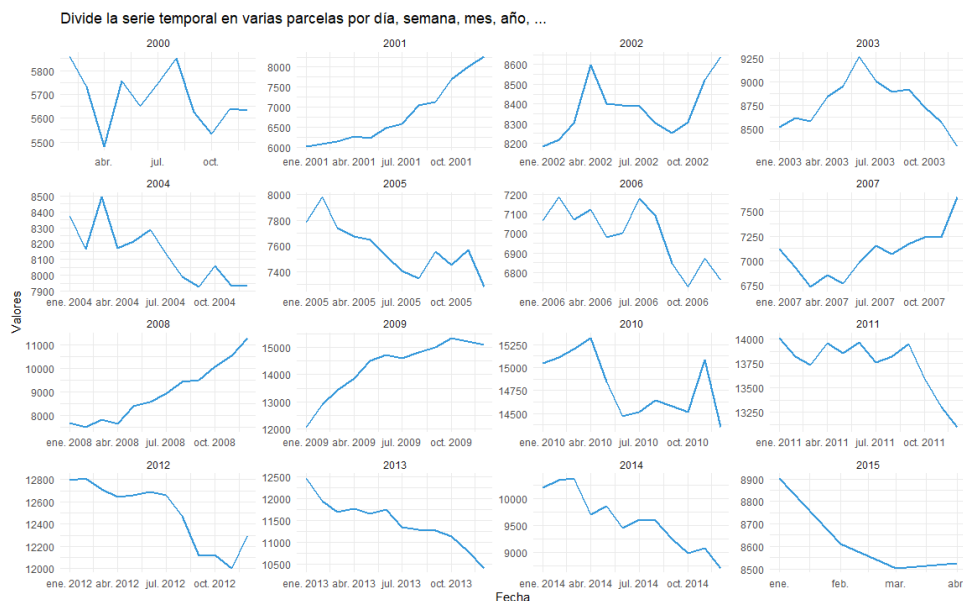 Divide la serie temporal en varias parcelas por día, semana, mes, año, ...
2000 2001 2002 2003
5800 5700 5600 5500
abr. jul. oct.
8000 7500 7000 6500 6000
ene. 2001 abr. 2001 jul. 2001 oct. 2001
8600 8500 8400 8300 8200
ene. 2002 abr. 2002 jul. 2002 oct. 2002
9250 9000 8750 8500
ene. 2003 abr. 2003 jul. 2003 oct. 2003
2004 2005 2006 2007
8500 8400 8300 8200 8100 8000 7900
ene. 2004 abr. 2004 jul. 2004 oct. 2004
8000 7800 7600 7400
ene. 2005 abr. 2005 jul. 2005 oct. 2005
7200 7100 7000 6900 6800
ene. 2006 abr. 2006 jul. 2006 oct. 2006
7500 7250 7000 6750
ene. 2007 abr. 2007 jul. 2007 oct. 2007
Valores
2008 2009 2010 2011
11000 10000 9000 8000
ene. 2008 abr. 2008 jul. 2008 oct. 2008
15000 14000 13000 12000
ene. 2009 abr. 2009 jul. 2009 oct. 2009
15250 15000 14750 14500
ene. 2010 abr. 2010 jul. 2010 oct. 2010
14000 13750 13500 13250
ene. 2011 abr. 2011 jul. 2011 oct. 2011
2012 2013 2014 2015
12800 12600 12400 12200 12000
ene. 2012 abr. 2012 jul. 2012 oct. 2012
12500 12000 11500 11000 10500
ene. 2013 abr. 2013 jul. 2013 oct. 2013
10000 9500 9000
ene. 2014 abr. 2014 jul. 2014 oct. 2014
8900 8800 8700 8600 8500
ene. feb. mar. abr
Fecha